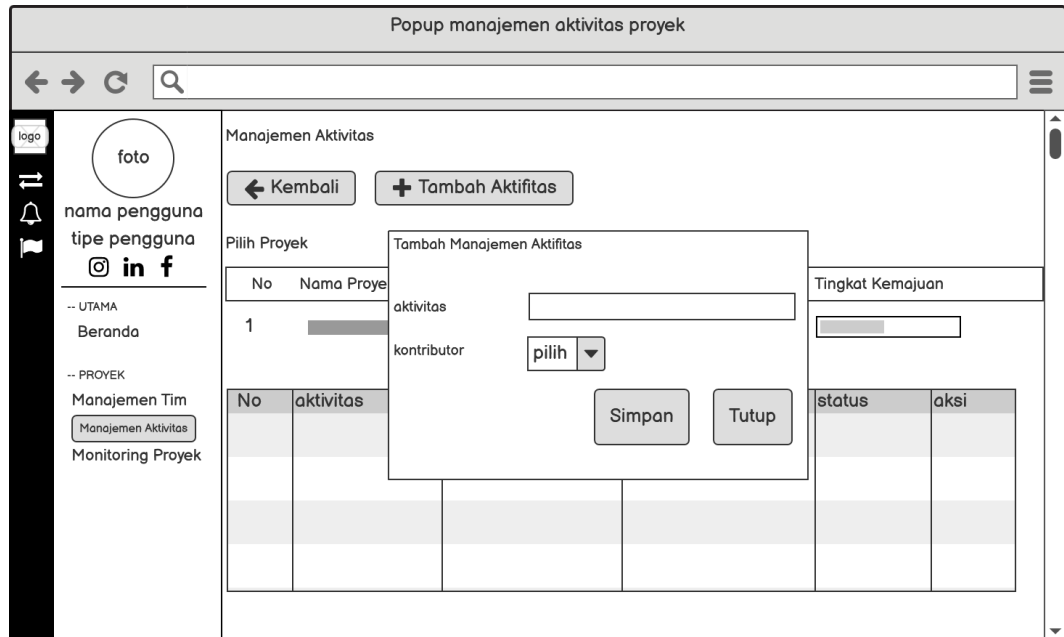 Popup manajemen aktivitas proyek
logo
foto
nama pengguna
tipe pengguna
in f
-- UTAMA
Beranda
-- PROYEK
Manajemen Tim
Manajemen Aktivitas
Monitoring Proyek
Manajemen Aktivitas
Kembali
Tambah Aktifitas
Pilih Proyek
No Nama Proye Tingkat Kemajuan
1
Tambah Manajemen Aktifitas
aktivitas
kontributor pilih
Simpan Tutup
No aktivitas status aksi